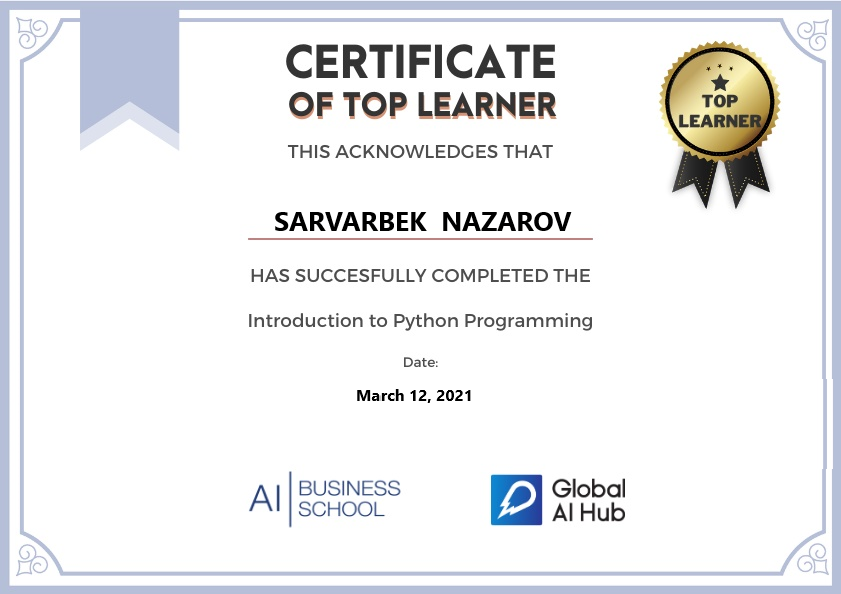 CERTIFICATE
OF TOP LEARNER
TOP
LEARNER
THIS ACKNOWLEDGES THAT
SARVARBEK NAZAROV
HAS SUCCESFULLY COMPLETED THE
Introduction to Python Programming
Date:
March 12, 2021
AI BUSINESS
SCHOOL
Global
AI Hub